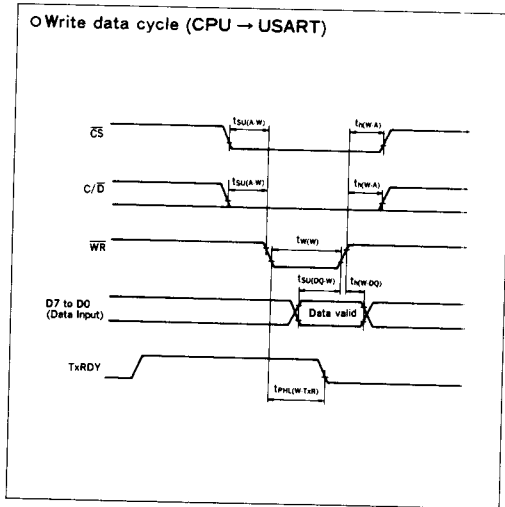 ○ Write data cycle (CPU → USART)
tSU(A-W) th(W-A)
CS
tSU(A-W) th(W-A)
C/D
WR
tW(W)
tSU(DQ-W) th(W-DQ)
D7 to D0
(Data Input)
Data valid
TxRDY
tPHL(W-TxR)